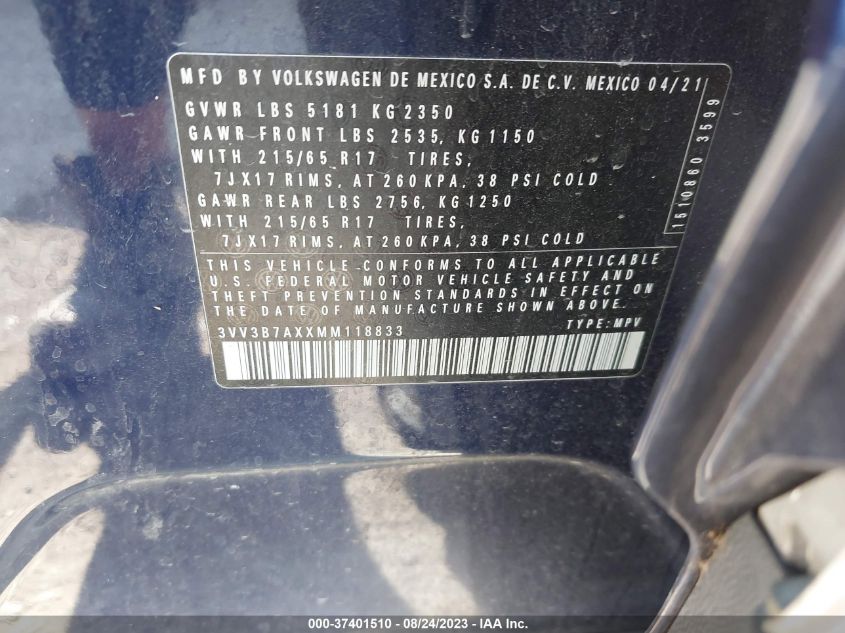 MFD BY VOLKSWAGEN DE MEXICO S.A. DE C.V. MEXICO 04/21
GVWR LBS 5181 KG 2350
GAWR FRONT LBS 2535, KG 1150
WITH 215/65 R17 TIRES,
7JX17 RIMS, AT 260 KPA, 38 PSI COLD
GAWR REAR LBS 2756, KG 1250
WITH 215/65 R17 TIRES,
7JX17 RIMS, AT 260 KPA, 38 PSI COLD
1510860 3599
THIS VEHICLE CONFORMS TO ALL APPLICABLE
U.S. FEDERAL MOTOR VEHICLE SAFETY AND
THEFT PREVENTION STANDARDS IN EFFECT ON
THE DATE OF MANUFACTURE SHOWN ABOVE.
3VV3B7AXXMM118833 TYPE: MPV
000-37401510 - 08/24/2023 - IAA Inc.